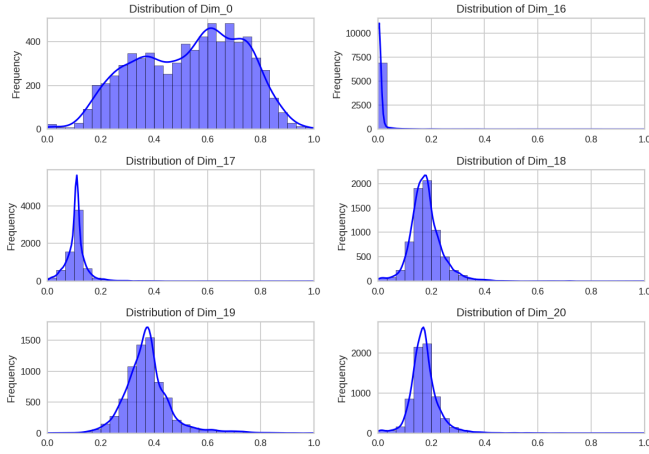 Distribution of Dim_0
Frequency
400
200
0
0.0 0.2 0.4 0.6 0.8 1.0
Distribution of Dim_16
Frequency
10000
7500
5000
2500
0
0.0 0.2 0.4 0.6 0.8 1.0
Distribution of Dim_17
Frequency
4000
2000
0
0.0 0.2 0.4 0.6 0.8 1.0
Distribution of Dim_18
Frequency
2000
1500
1000
500
0
0.0 0.2 0.4 0.6 0.8 1.0
Distribution of Dim_19
Frequency
1500
1000
500
0
0.0 0.2 0.4 0.6 0.8 1.0
Distribution of Dim_20
Frequency
2000
1000
0
0.0 0.2 0.4 0.6 0.8 1.0